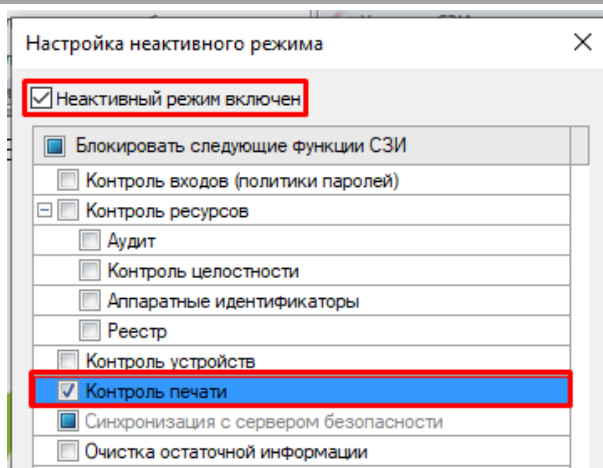 Настройка неактивного режима
Неактивный режим включен
Блокировать следующие функции СЗИ
Контроль входов (политики паролей)
Контроль ресурсов
Аудит
Контроль целостности
Аппаратные идентификаторы
Реестр
Контроль устройств
Контроль печати
Синхронизация с сервером безопасности
Очистка остаточной информации